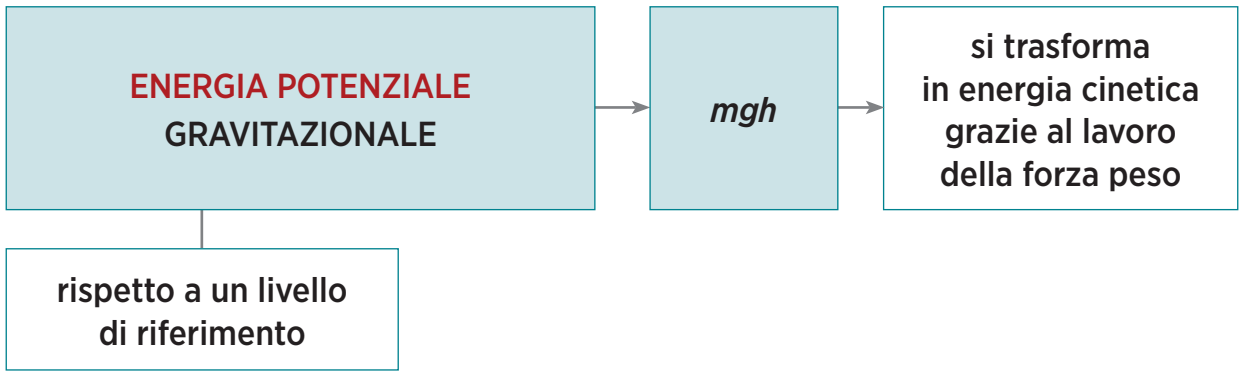 ENERGIA POTENZIALE
GRAVITAZIONALE
mgh
si trasforma
in energia cinetica
grazie al lavoro
della forza peso
rispetto a un livello
di riferimento